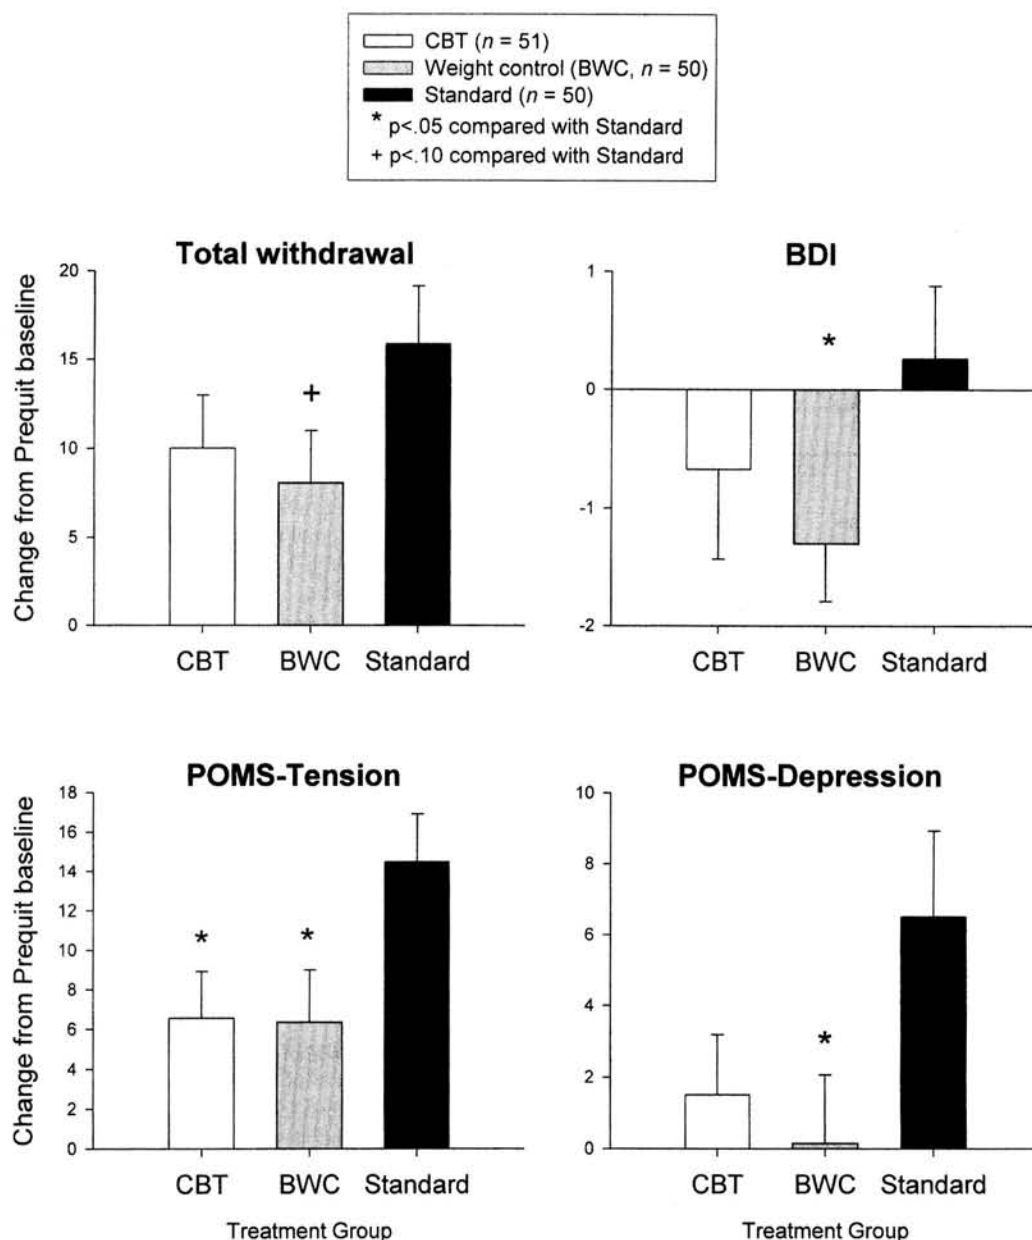 CBT (n = 51)
Weight control (BWC, n = 50)
Standard (n = 50)
* p<.05 compared with Standard
+ p<.10 compared with Standard
Total withdrawal
Change from Prequit baseline
20
15
10
5
0
+
CBT BWC Standard
BDI
1
0
-1
-2
*
CBT BWC Standard
POMS-Tension
Change from Prequit baseline
18
16
14
12
10
8
6
4
2
0
* *
CBT BWC Standard
Treatment Group
POMS-Depression
10
8
6
4
2
0
*
CBT BWC Standard
Treatment Group